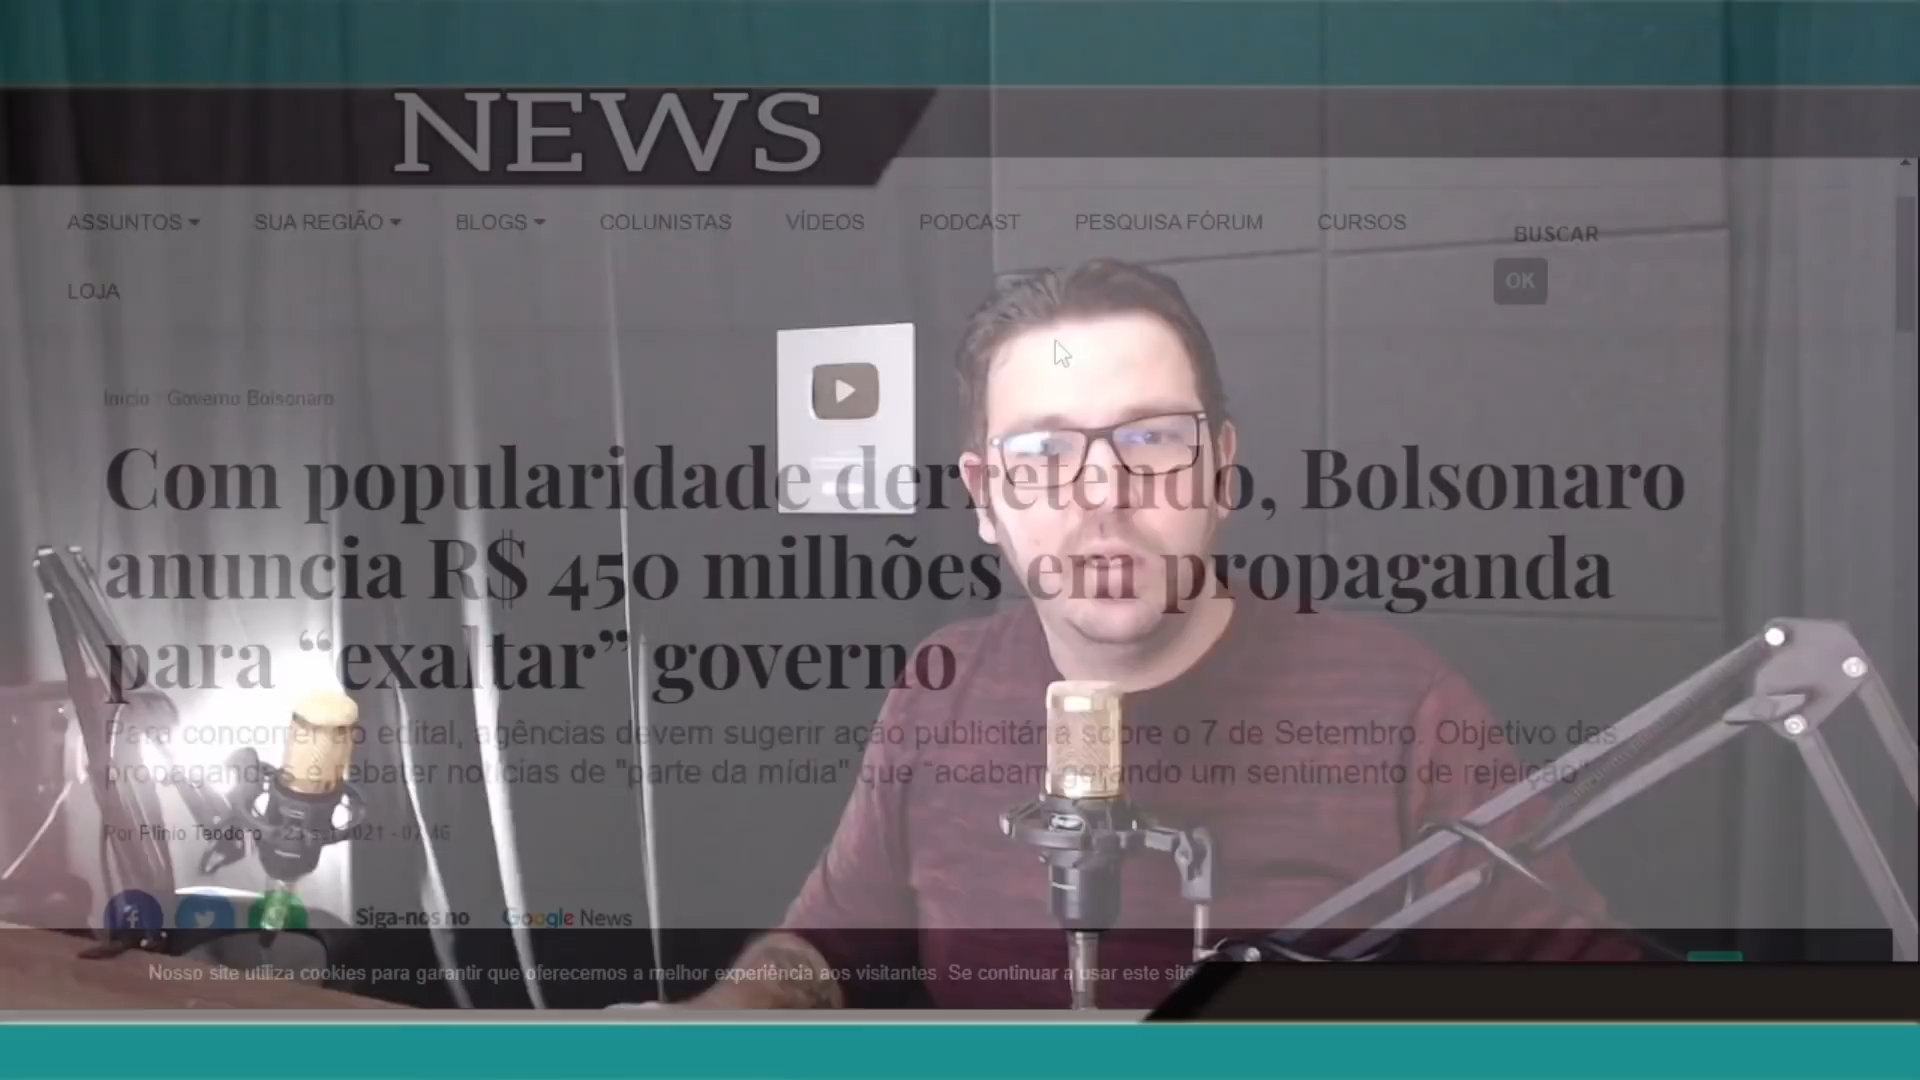 NEWS
ASSUNTOS SUA REGIÃO BLOGS COLUNISTAS VÍDEOS PODCAST PESQUISA FÓRUM CURSOS BUSCAR
LOJA OK
Início Governo Bolsonaro
Com popularidade derretendo, Bolsonaro
anuncia R$ 450 milhões em propaganda
para “exaltar” governo
Para concorrer ao edital, agências devem sugerir ação publicitária sobre o 7 de Setembro. Objetivo das
propagandas é rebater notícias de "parte da mídia" que "acabam gerando um sentimento de rejeição"
Por Plinio Teodoro 2021 - 07:46
Siga-nos no Google News
Nosso site utiliza cookies para garantir que oferecemos a melhor experiência aos visitantes. Se continuar a usar este site